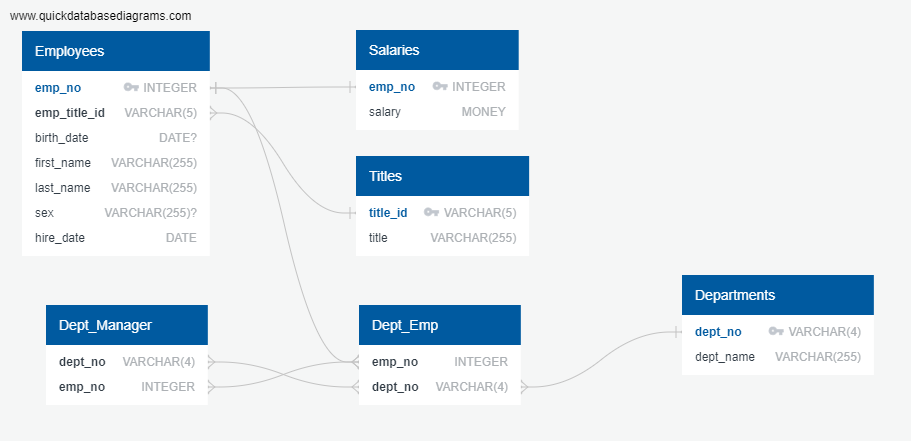 www.quickdatabasediagrams.com
Employees
emp_no INTEGER
emp_title_id VARCHAR(5)
birth_date DATE?
first_name VARCHAR(255)
last_name VARCHAR(255)
sex VARCHAR(255)?
hire_date DATE
Salaries
emp_no INTEGER
salary MONEY
Titles
title_id VARCHAR(5)
title VARCHAR(255)
Dept_Manager
dept_no VARCHAR(4)
emp_no INTEGER
Dept_Emp
emp_no INTEGER
dept_no VARCHAR(4)
Departments
dept_no VARCHAR(4)
dept_name VARCHAR(255)